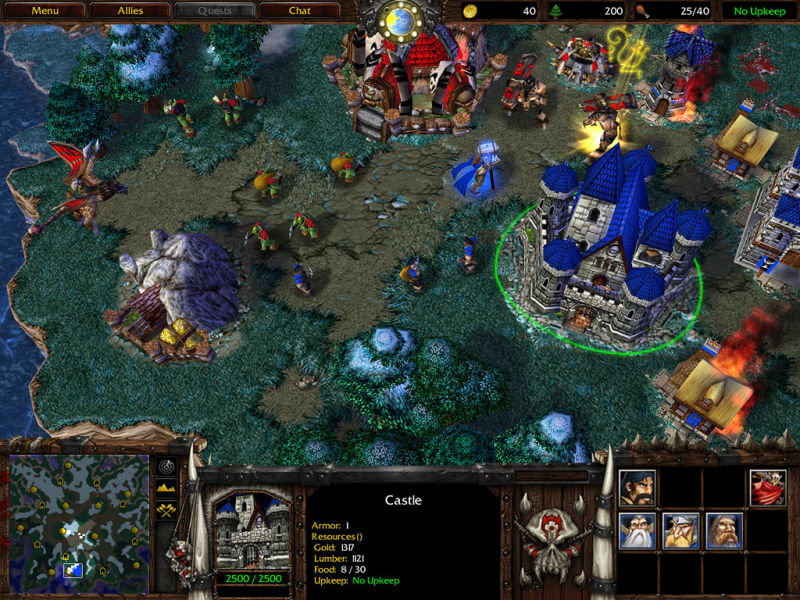 Menu Allies Quests Chat 40 200 25/40 No Upkeep
Castle
Armor: 1
Resources()
Gold: 1317
Lumber: 1121
Food: 8 / 30
Upkeep: No Upkeep
2500 / 2500